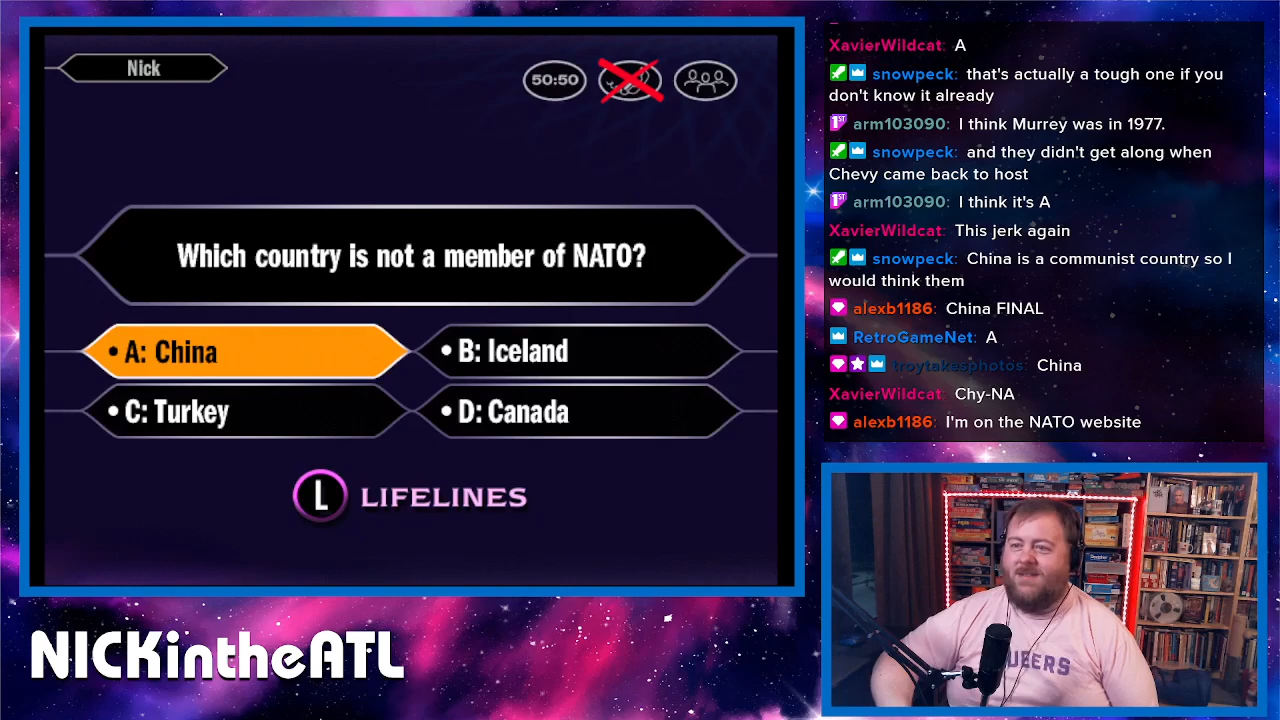 Nick
50:50
Which country is not a member of NATO?
• A: China
• B: Iceland
• C: Turkey
• D: Canada
L LIFELINES
NICKintheATL
XavierWildcat: A
snowpeck: that's actually a tough one if you
don't know it already
1ST arm103090: I think Murrey was in 1977.
snowpeck: and they didn't get along when
Chevy came back to host
1ST arm103090: I think it's A
XavierWildcat: This jerk again
snowpeck: China is a communist country so I
would think them
alexb1186: China FINAL
RetroGameNet: A
troytakesphotos: China
XavierWildcat: Chy-NA
alexb1186: I'm on the NATO website